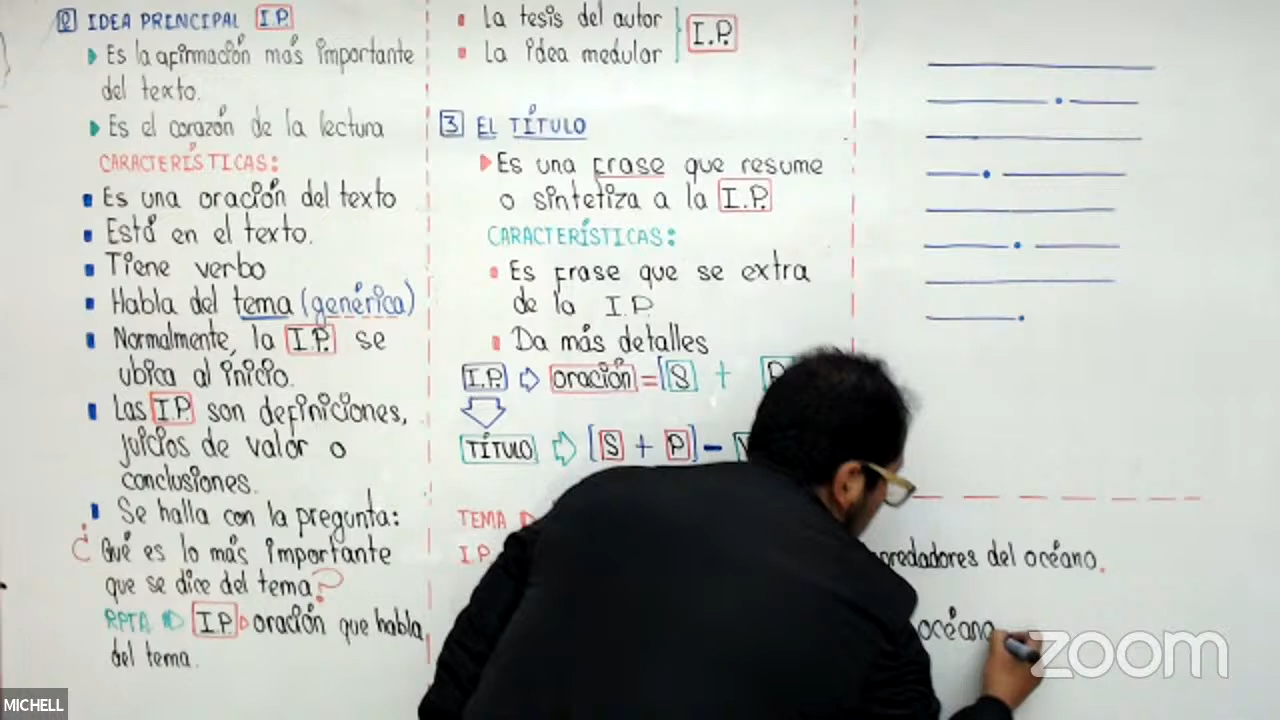 2 IDEA PRINCIPAL I.P.
Es la afirmación más importante
del texto.
Es el corazón de la lectura
CARACTERÍSTICAS:
Es una oración del texto
Está en el texto.
Tiene verbo
Habla del tema (genérica)
Normalmente, la I.P. se
ubica al inicio.
Las I.P. son definiciones,
juicios de valor o
conclusiones.
Se halla con la pregunta:
¿Qué es lo más importante
que se dice del tema?
RPTA I.P. oración que habla
del tema.
La tesis del autor
La idea medular
I.P.
3 EL TÍTULO
Es una frase que resume
o sintetiza a la I.P.
CARACTERÍSTICAS:
Es frase que se extra
de la I.P.
Da más detalles
I.P. oración = [S + P
TÍTULO [S + P] -
TEMA
I.P. predadores del océano.
océano
zoom
MICHELL